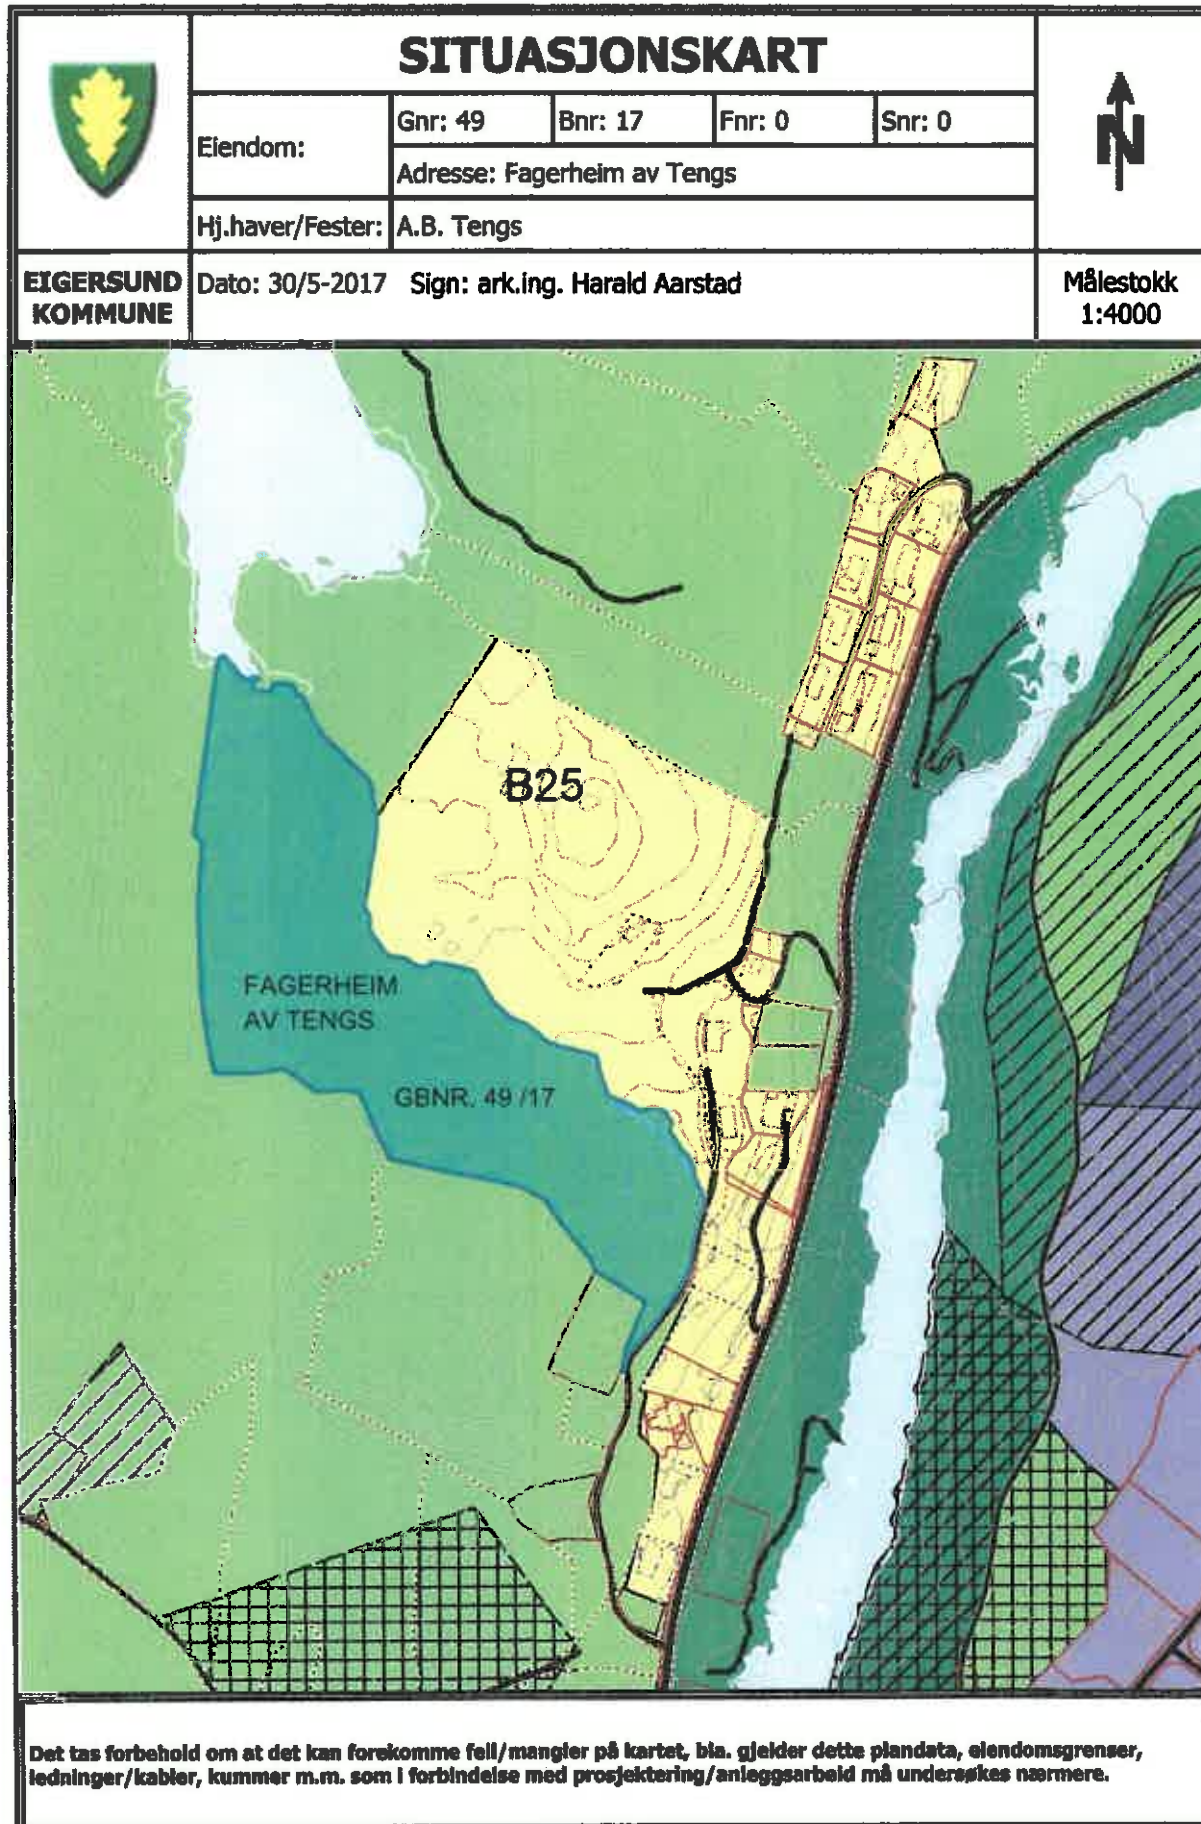 SITUASJONSKART
Eiendom:
Gnr: 49
Bnr: 17
Fnr: 0
Snr: 0
Adresse: Fagerheim av Tengs
Hj.haver/Fester:
A.B. Tengs
N
EIGERSUND
KOMMUNE
Dato: 30/5-2017 Sign: ark.ing. Harald Aarstad
Målestokk
1:4000
B25
FAGERHEIM
AV TENGS
GBNR. 49 /17
Det tas forbehold om at det kan forekomme feil/mangler på kartet, bla. gjelder dette plandata, eiendomsgrenser,
ledninger/kabler, kummer m.m. som i forbindelse med prosjektering/anleggsarbeid må undersøkes nærmere.